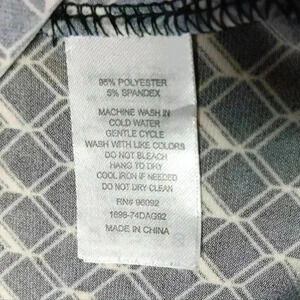 95% POLYESTER
5% SPANDEX
MACHINE WASH IN
COLD WATER
GENTLE CYCLE
WASH WITH LIKE COLORS
DO NOT BLEACH
HANG TO DRY
COOL IRON IF NEEDED
DO NOT DRY CLEAN
RN# 96092
1898-74DAG92
MADE IN CHINA